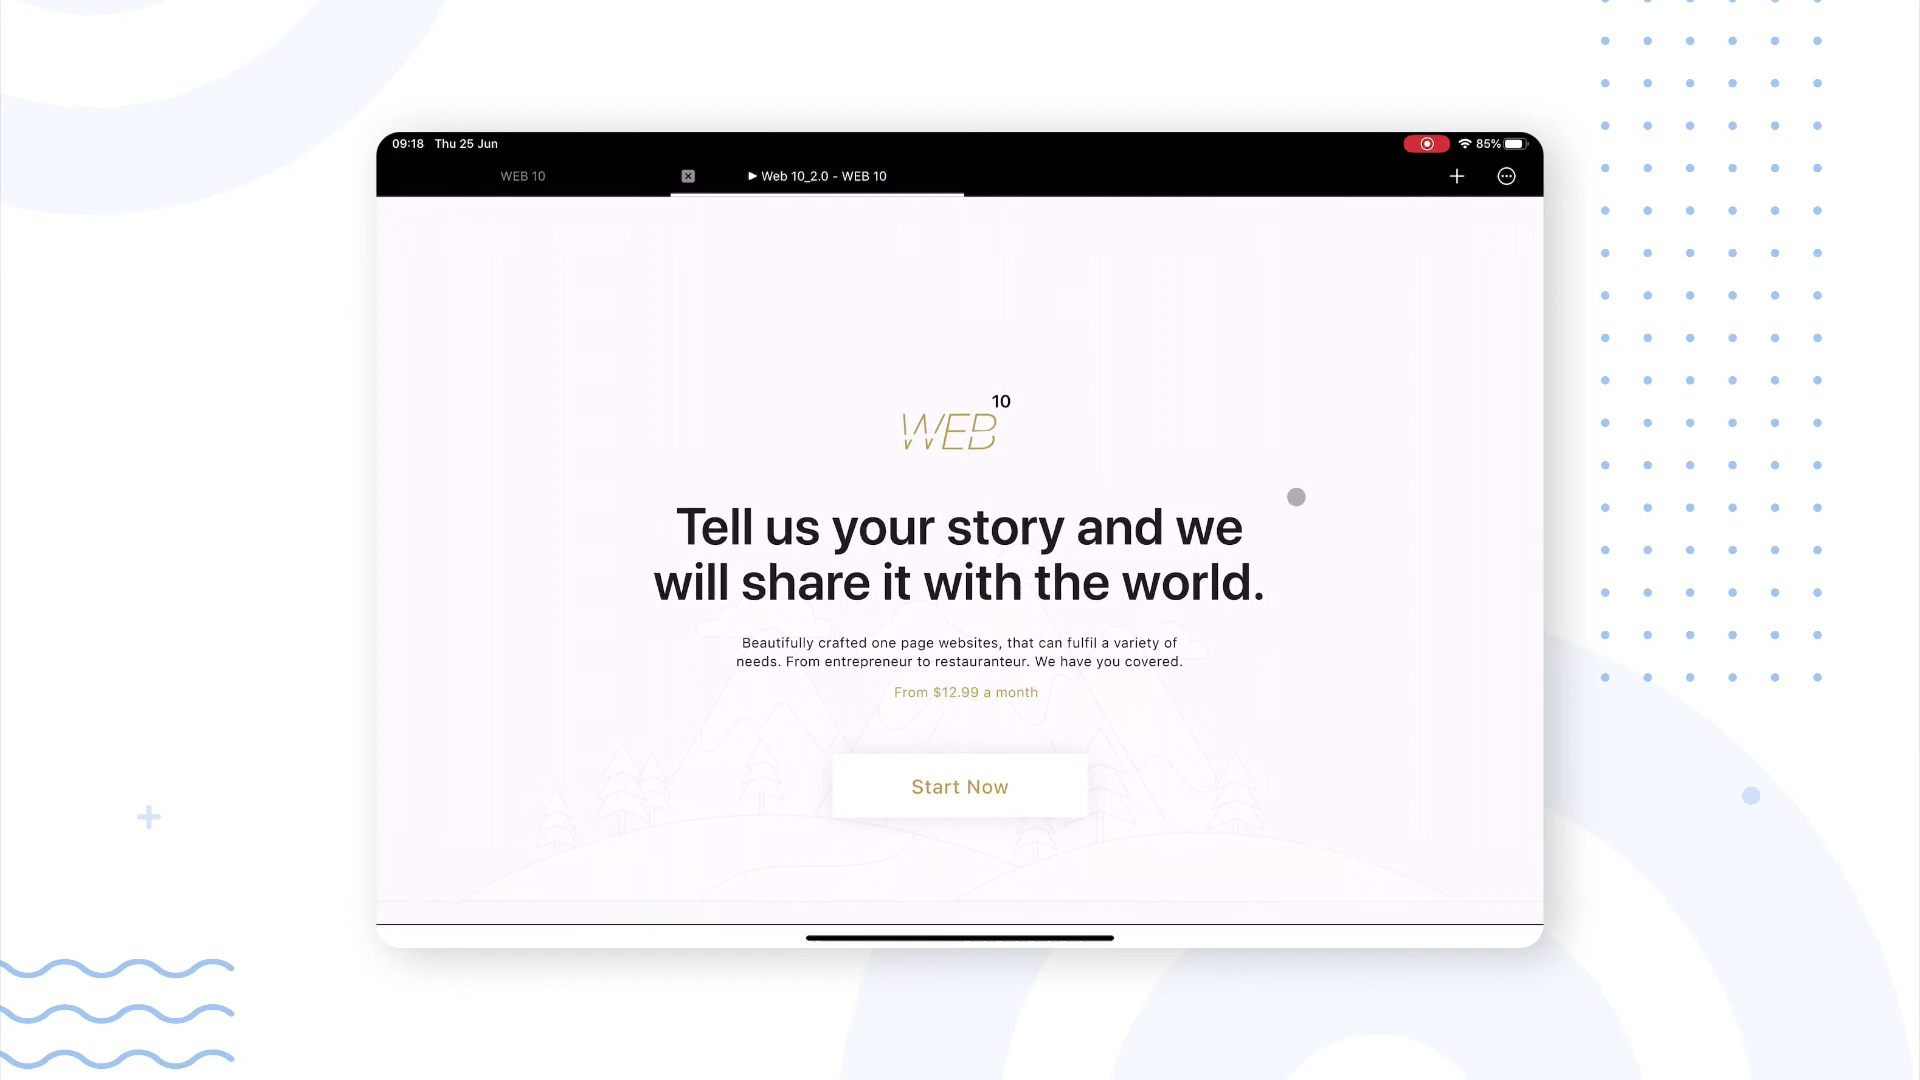 09:18 Thu 25 Jun
85%
WEB 10
Web 10_2.0 - WEB 10
WEB 10
Tell us your story and we
will share it with the world.
Beautifully crafted one page websites, that can fulfil a variety of
needs. From entrepreneur to restauranteur. We have you covered.
From $12.99 a month
Start Now